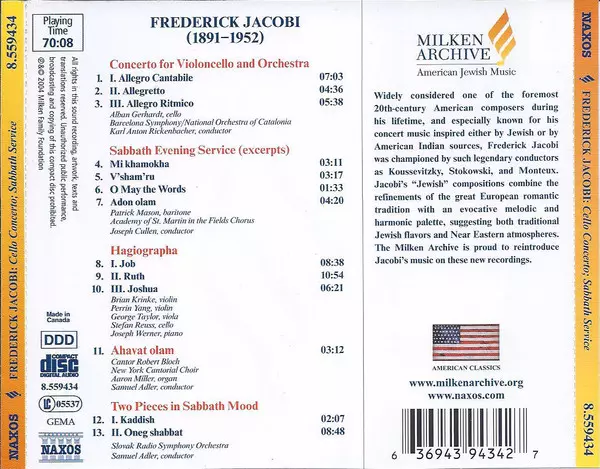 8.559434
FREDERICK JACOBI: Cello Concerto; Sabbath Service
NAXOS
Playing
Time
70:08
All rights in this sound recording, artwork, texts and
translations reserved. Unauthorized public performance,
broadcasting and copying of this compact disc prohibited.
℗&© 2004 Milken Family Foundation
Made in
Canada
DDD
COMPACT
disc
DIGITAL AUDIO
8.559434
LC 05537
GEMA
FREDERICK JACOBI
(1891–1952)
Concerto for Violoncello and Orchestra
1. I. Allegro Cantabile 07:03
2. II. Allegretto 04:36
3. III. Allegro Ritmico 05:38
Alban Gerhardt, cello
Barcelona Symphony/National Orchestra of Catalonia
Karl Anton Rickenbacher, conductor
Sabbath Evening Service (excerpts)
4. Mi khamokha 03:11
5. V'sham'ru 03:17
6. O May the Words 01:33
7. Adon olam 04:20
Patrick Mason, baritone
Academy of St. Martin in the Fields Chorus
Joseph Cullen, conductor
Hagiographa
8. I. Job 08:38
9. II. Ruth 10:54
10. III. Joshua 06:21
Brian Krinke, violin
Perrin Yang, violin
George Taylor, viola
Stefan Reuss, cello
Joseph Werner, piano
11. Ahavat olam 03:12
Cantor Robert Bloch
New York Cantorial Choir
Aaron Miller, organ
Samuel Adler, conductor
Two Pieces in Sabbath Mood
12. I. Kaddish 02:07
13. II. Oneg shabbat 08:48
Slovak Radio Symphony Orchestra
Samuel Adler, conductor
MILKEN
ARCHIVE
American Jewish Music
Widely considered one of the foremost
20th-century American composers during
his lifetime, and especially known for his
concert music inspired either by Jewish or by
American Indian sources, Frederick Jacobi
was championed by such legendary conductors
as Koussevitzky, Stokowski, and Monteux.
Jacobi's "Jewish" compositions combine the
refinements of the great European romantic
tradition with an evocative melodic and
harmonic palette, suggesting both traditional
Jewish flavors and Near Eastern atmospheres.
The Milken Archive is proud to reintroduce
Jacobi's music on these new recordings.
AMERICAN CLASSICS
www.milkenarchive.org
www.naxos.com
6 36943 94342 7
NAXOS
FREDERICK JACOBI: Cello Concerto; Sabbath Service
8.559434